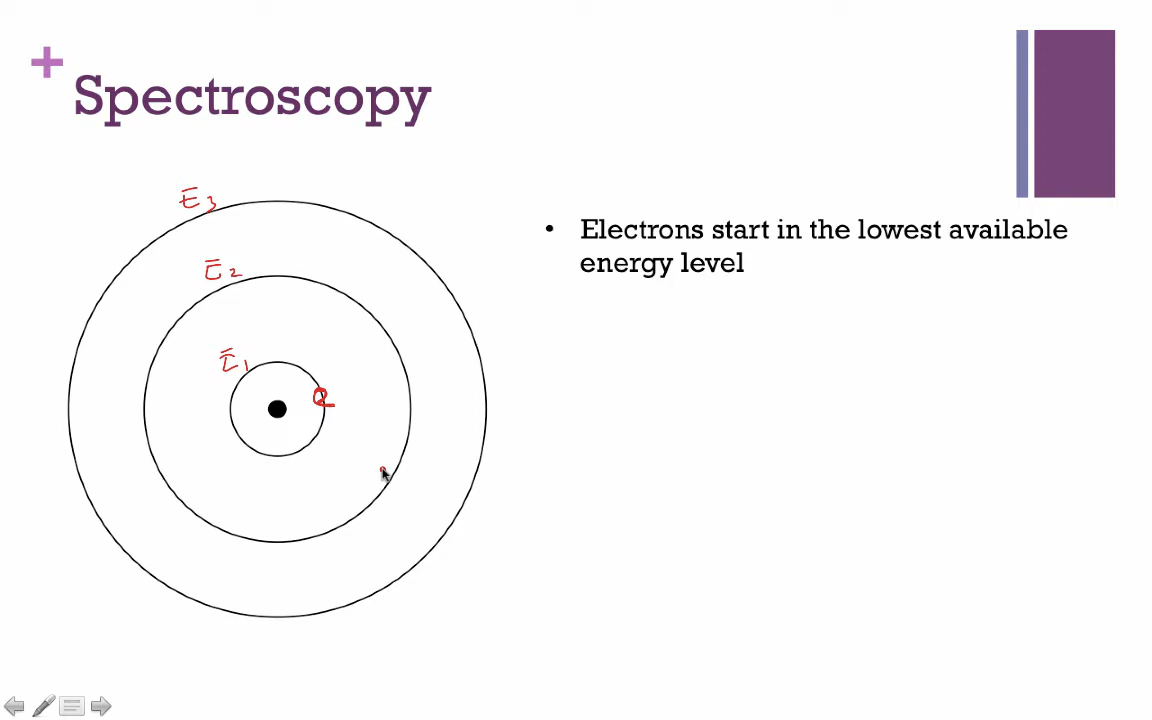 +
Spectroscopy
E3
E2
E1
• Electrons start in the lowest available
energy level